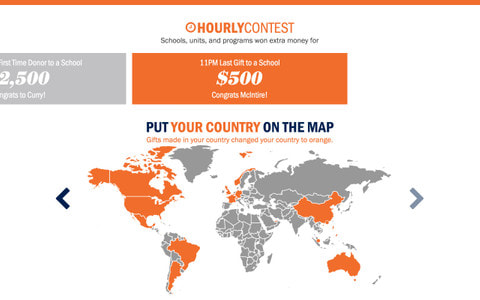 HOURLYCONTEST
Schools, units, and programs won extra money for
First Time Donor to a School
2,500
ngrats to Curry!
11PM Last Gift to a School
$500
Congrats McIntire!
PUT YOUR COUNTRY ON THE MAP
Gifts made in your country changed your country to orange.